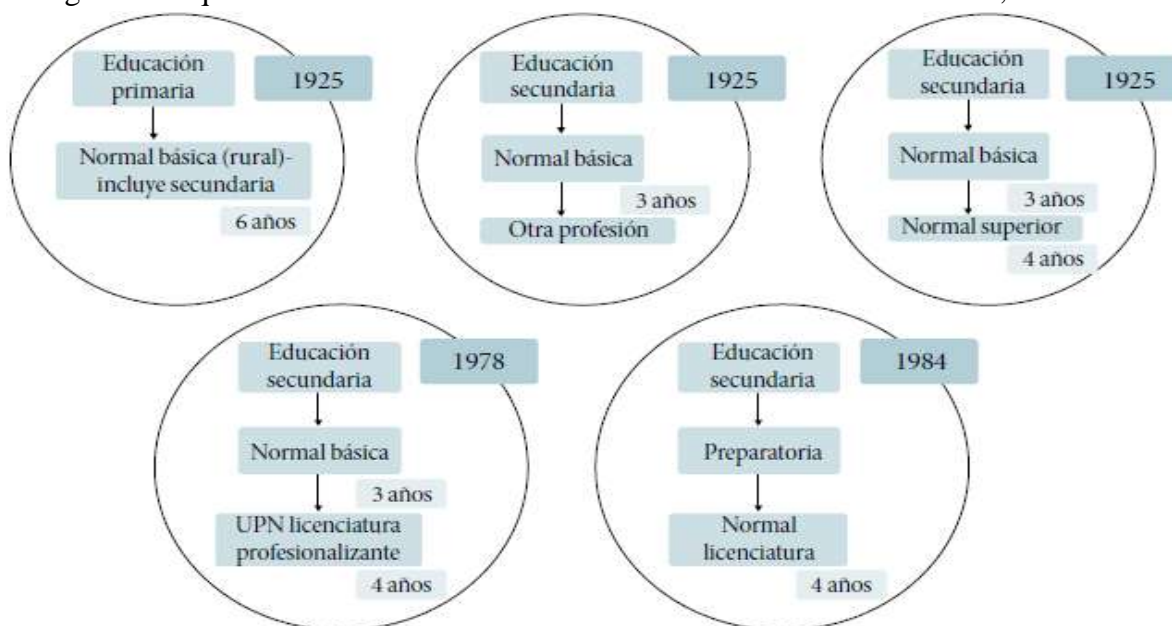 Educación
primaria
1925
Normal básica (rural)-
incluye secundaria
6 años
Educación
secundaria
1925
Normal básica
3 años
Otra profesión
Educación
secundaria
1925
Normal básica
3 años
Normal superior
4 años
Educación
secundaria
1978
Normal básica
3 años
UPN licenciatura
profesionalizante
4 años
Educación
secundaria
1984
Preparatoria
Normal
licenciatura
4 años